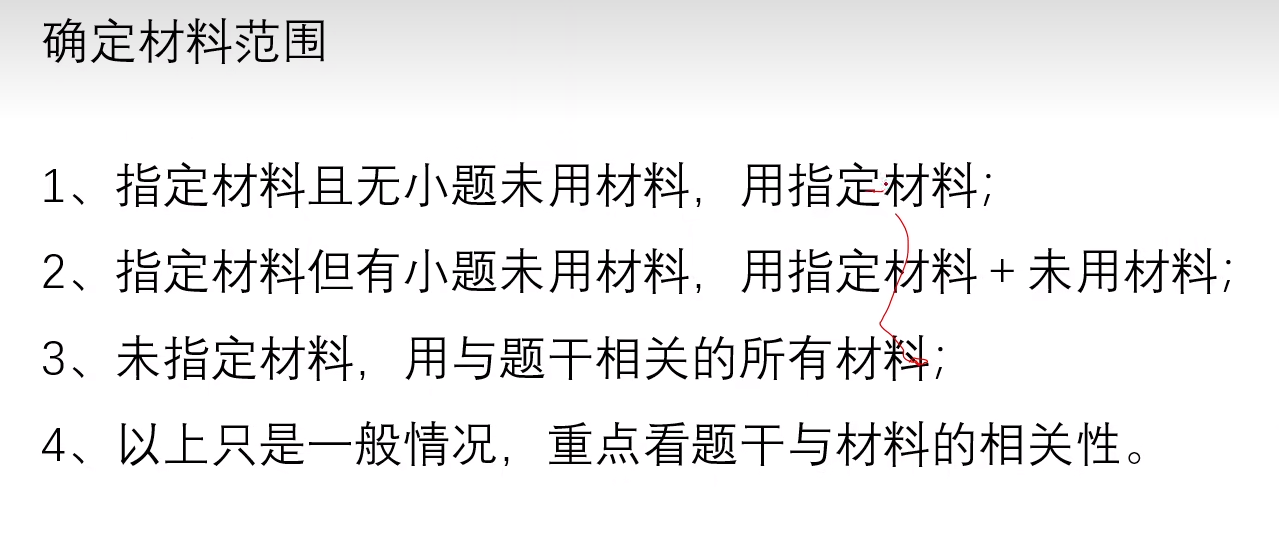 确定材料范围
1、指定材料且无小题未用材料，用指定材料；
2、指定材料但有小题未用材料，用指定材料+未用材料；
3、未指定材料，用与题干相关的所有材料；
4、以上只是一般情况，重点看题干与材料的相关性。